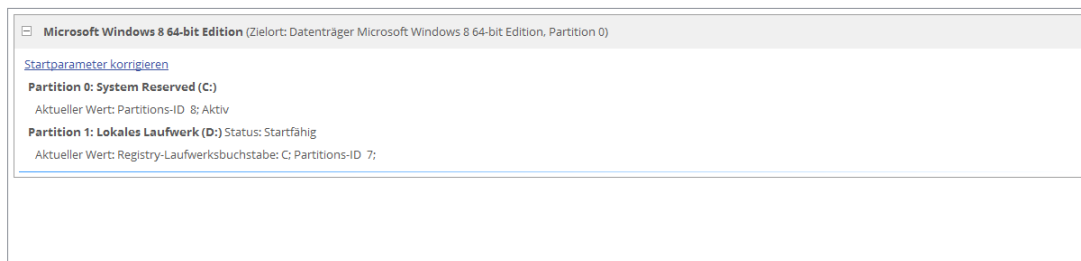 Microsoft Windows 8 64-bit Edition (Zielort: Datenträger Microsoft Windows 8 64-bit Edition, Partition 0)
Startparameter korrigieren
Partition 0: System Reserved (C:)
Aktueller Wert: Partitions-ID 8; Aktiv
Partition 1: Lokales Laufwerk (D:) Status: Startfähig
Aktueller Wert: Registry-Laufwerksbuchstabe: C; Partitions-ID 7;